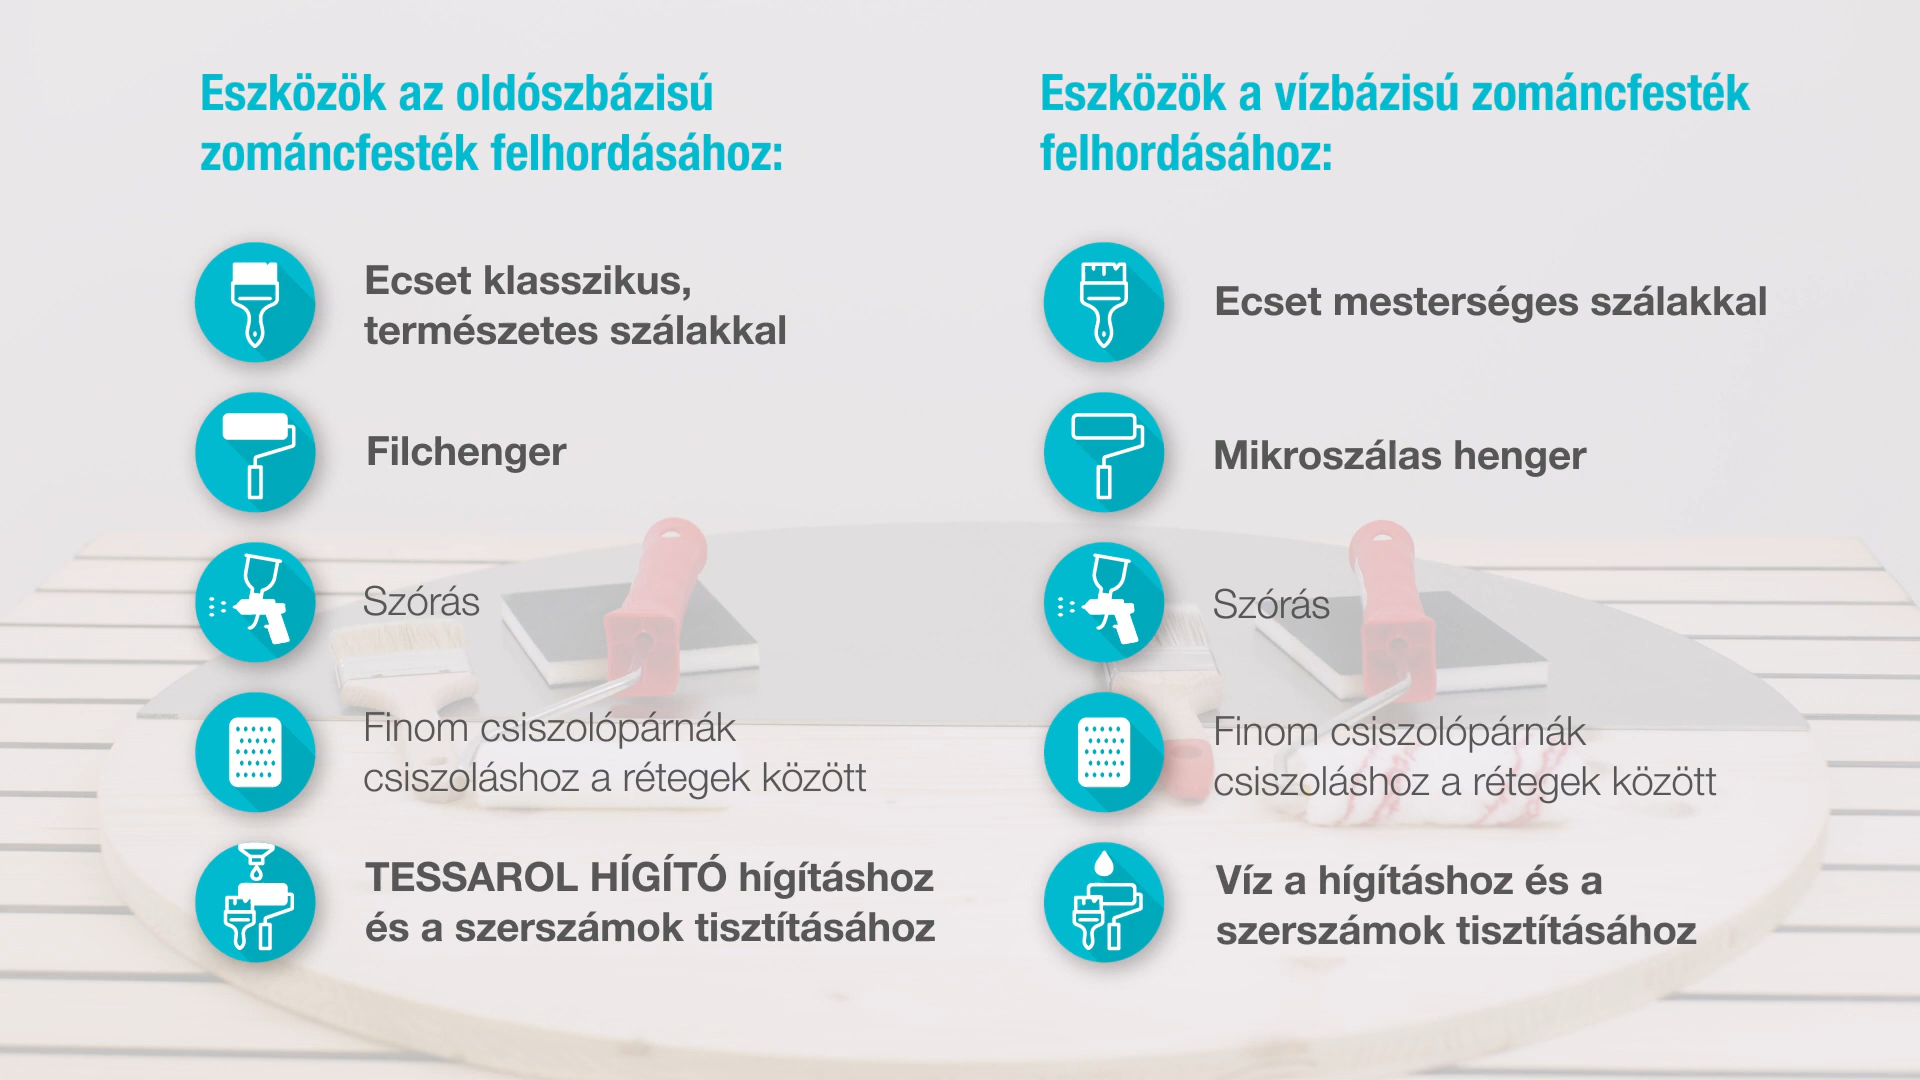 Eszközök az oldószbázisú
zománcfesték felhordásához:
Ecset klasszikus,
természetes szálakkal
Filchenger
Szórás
Finom csiszolópárnák
csiszoláshoz a rétegek között
TESSAROL HÍGÍTÓ hígításhoz
és a szerszámok tisztításához
Eszközök a vízbázisú zománcfesték
felhordásához:
Ecset mesterséges szálakkal
Mikroszálas henger
Szórás
Finom csiszolópárnák
csiszoláshoz a rétegek között
Víz a hígításhoz és a
szerszámok tisztításához